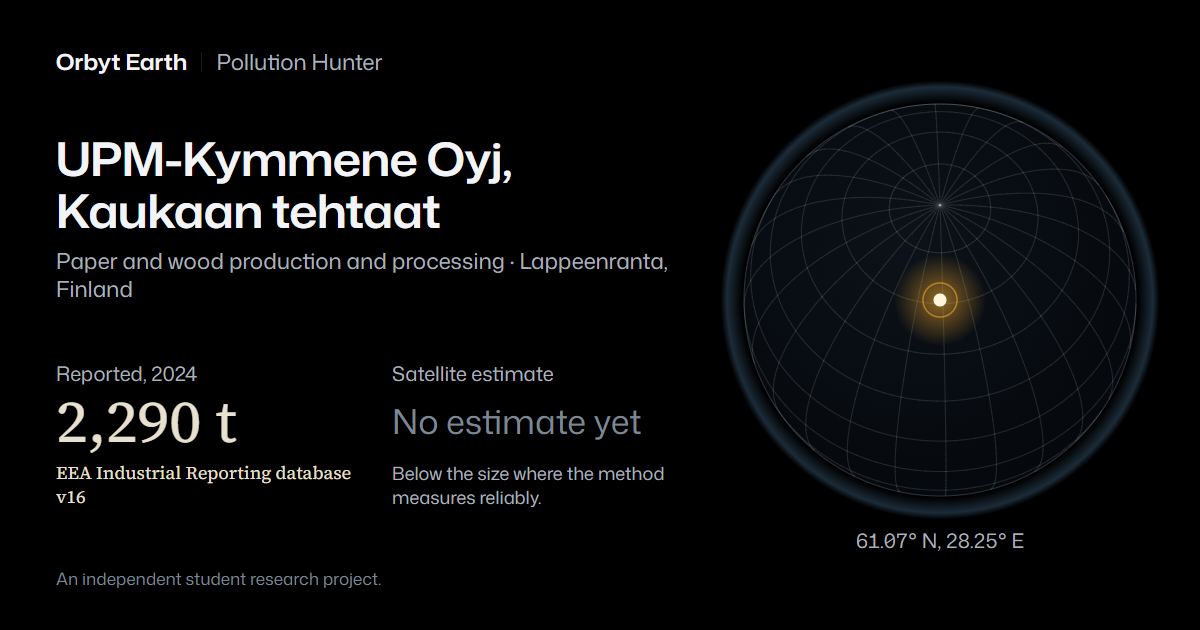 Orbyt Earth | Pollution Hunter
UPM-Kymmene Oyj,
Kaukaan tehtaat
Paper and wood production and processing · Lappeenranta,
Finland
Reported, 2024
2,290 t
EEA Industrial Reporting database
v16
Satellite estimate
No estimate yet
Below the size where the method
measures reliably.
61.07° N, 28.25° E
An independent student research project.